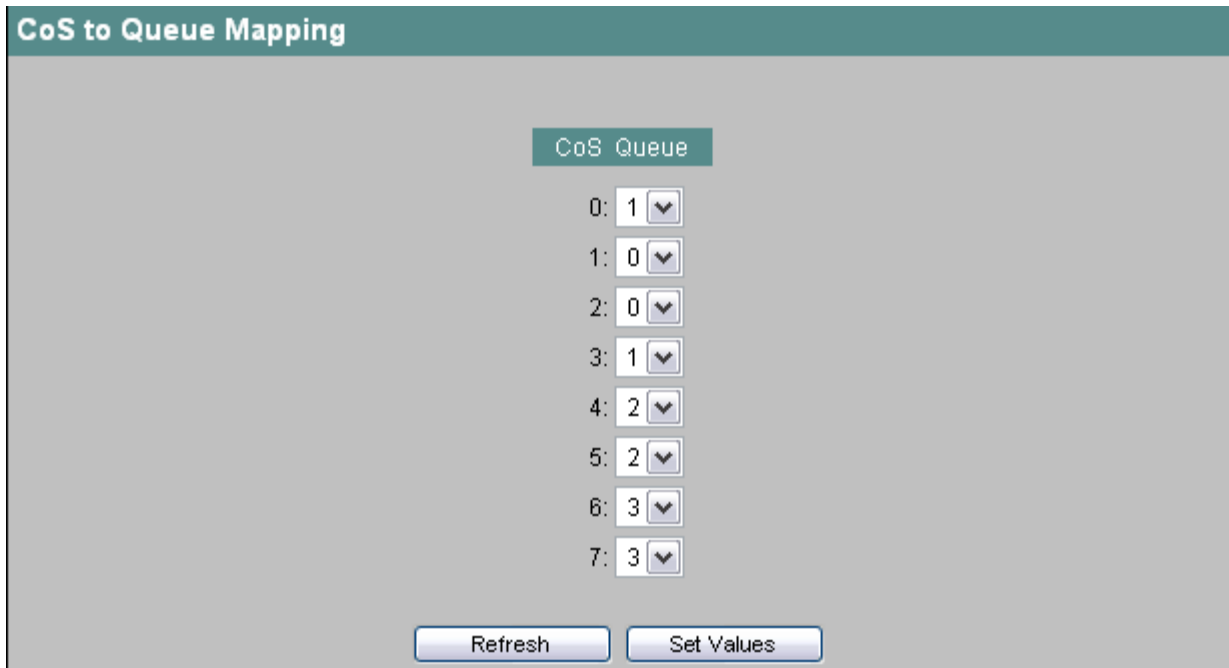 CoS to Queue Mapping
CoS Queue
0: 1
1: 0
2: 0
3: 1
4: 2
5: 2
6: 3
7: 3
Refresh Set Values